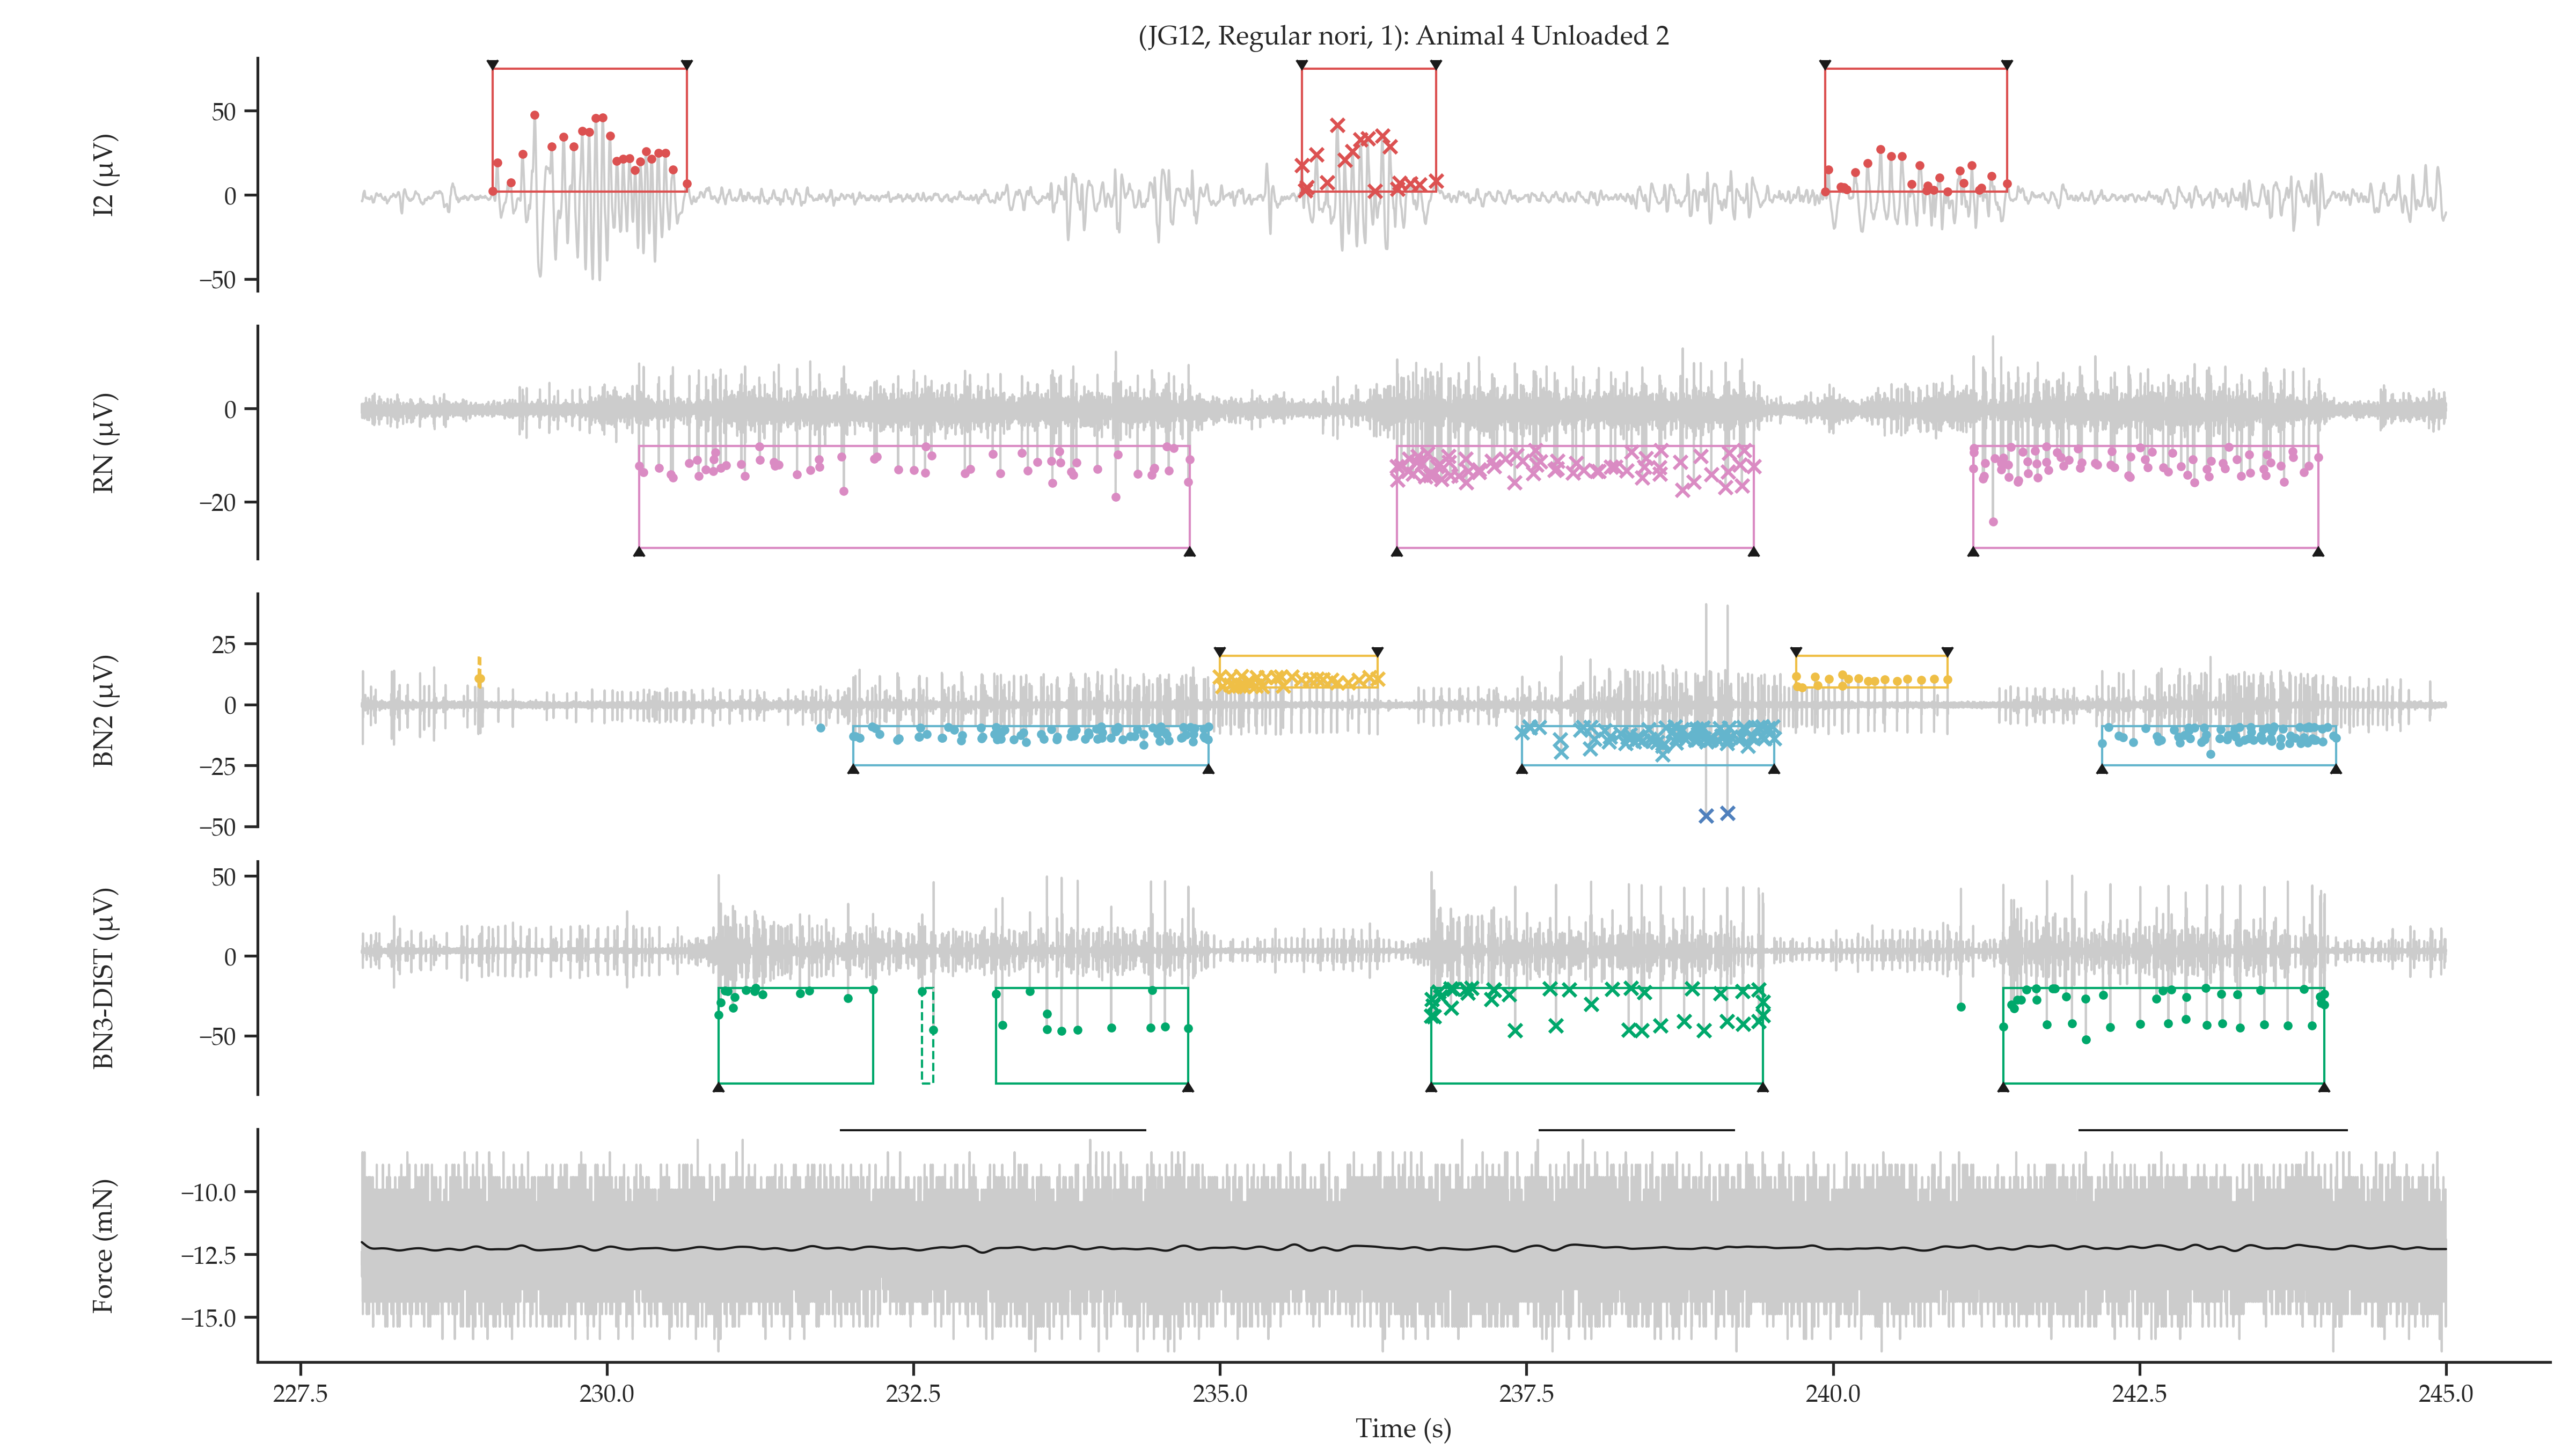 (JG12, Regular nori, 1): Animal 4 Unloaded 2
I2 (µV)
50
0
−50
RN (µV)
0
−20
BN2 (µV)
25
0
−25
−50
BN3-DIST (µV)
50
0
−50
Force (mN)
−10.0
−12.5
−15.0
227.5 230.0 232.5 235.0 237.5 240.0 242.5 245.0
Time (s)